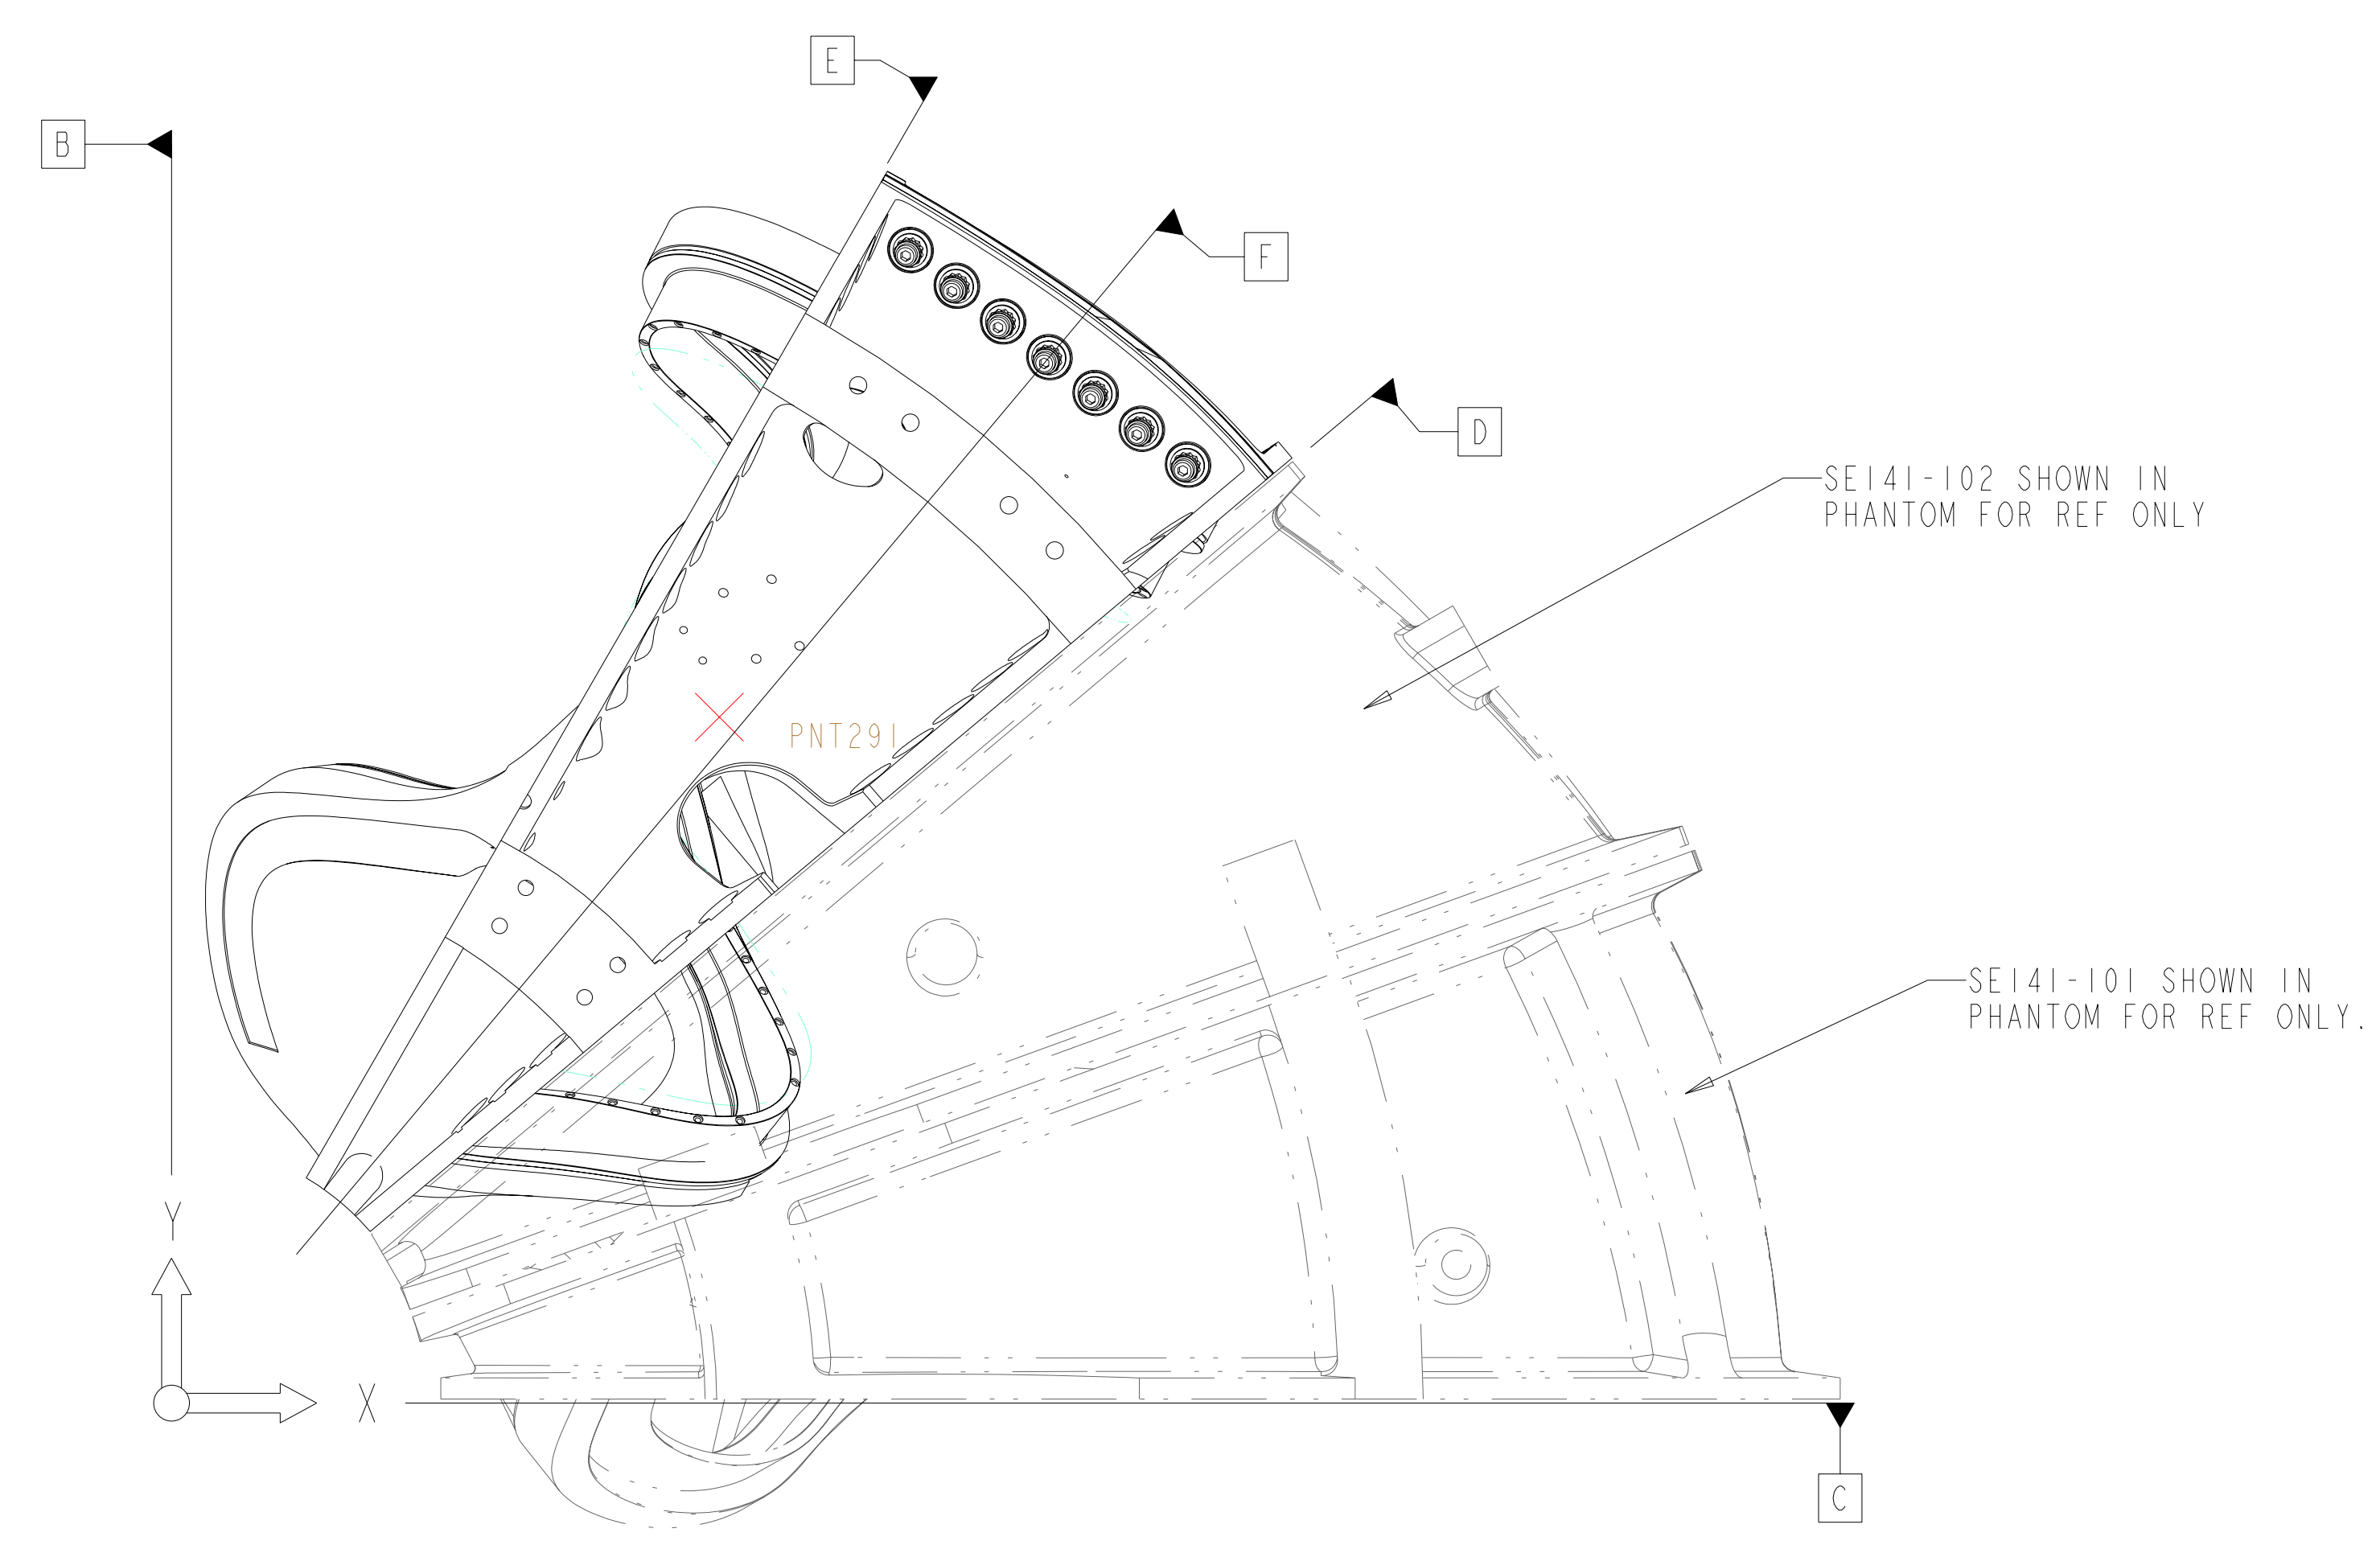 E
B
F
D
SE141-102 SHOWN IN
PHANTOM FOR REF ONLY
PNT291
SE141-101 SHOWN IN
PHANTOM FOR REF ONLY.
Y
X
C